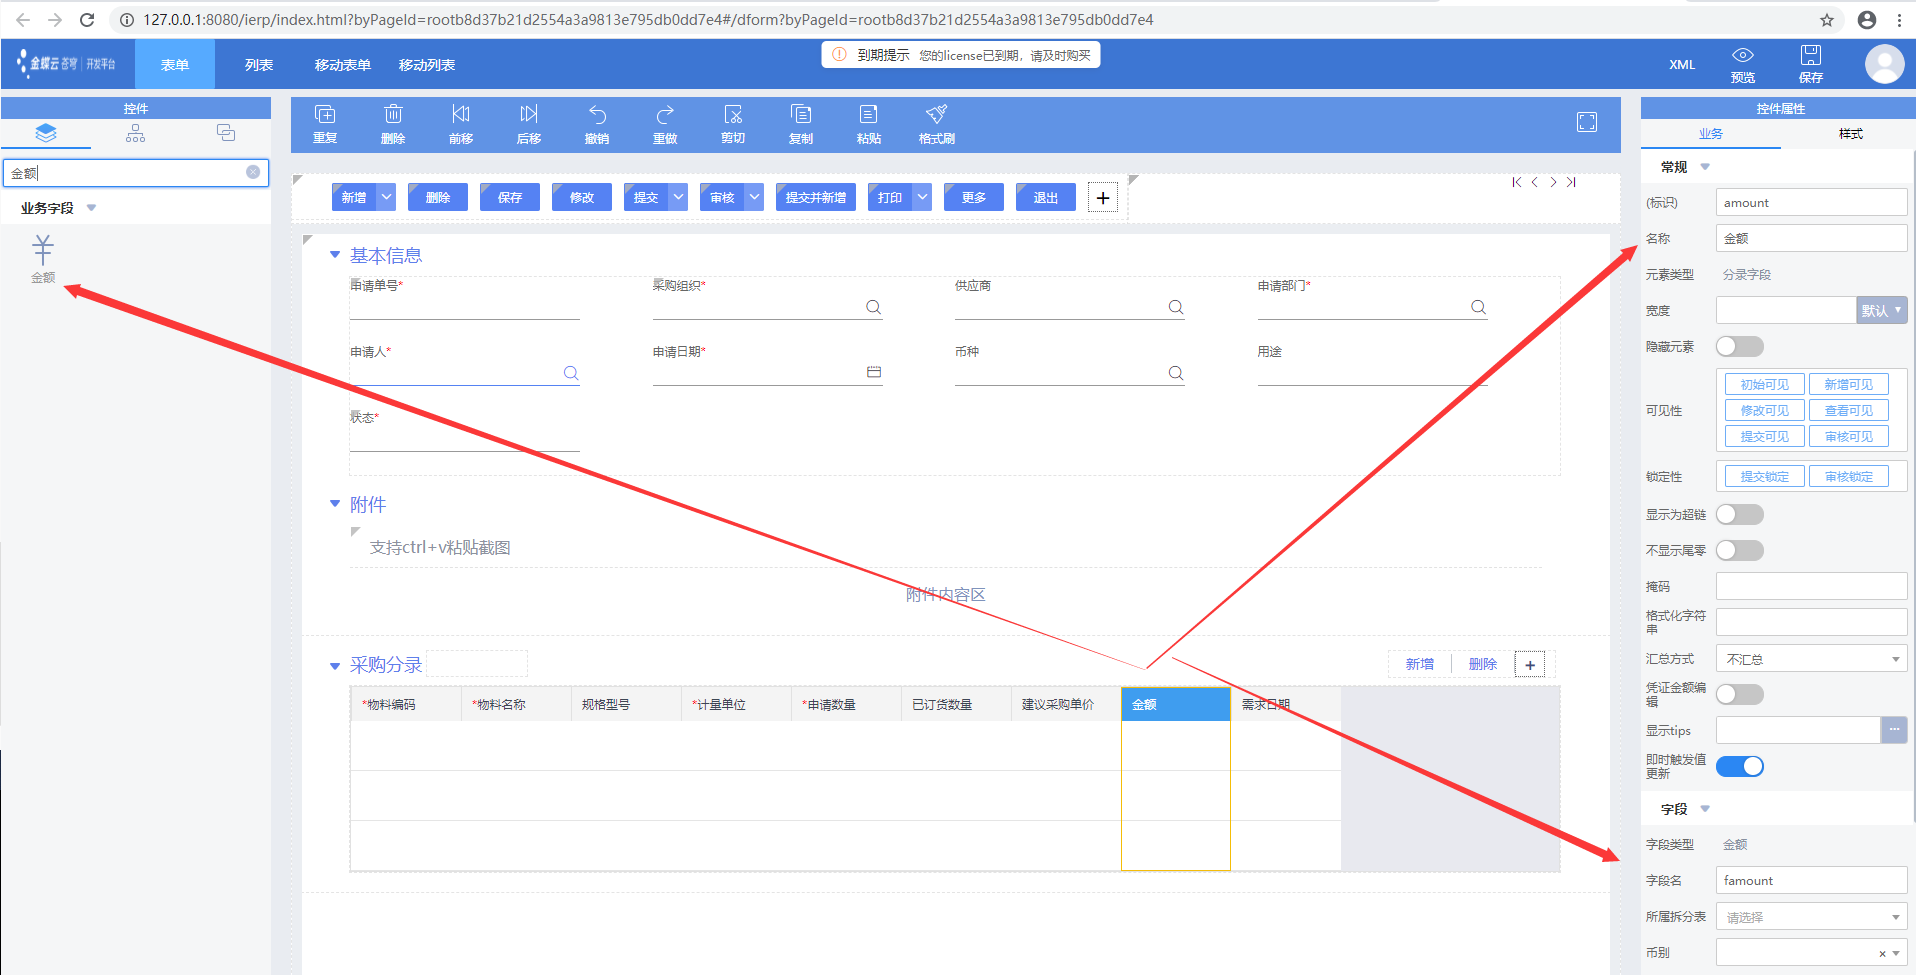 127.0.0.1:8080/ierp/index.html?byPageId=rootb8d37b21d2554a3a9813e795db0dd7e4#/dform?byPageId=rootb8d37b21d2554a3a9813e795db0dd7e4
金蝶云 苍穹 | 开发平台
表单
列表
移动表单
移动列表
到期提示 您的license已到期，请及时购买
XML
预览
保存
控件
金额
业务字段
金额
重复
删除
前移
后移
撤销
重做
剪切
复制
粘贴
格式刷
新增
删除
保存
修改
提交
审核
提交并新增
打印
更多
退出
基本信息
申请单号*
采购组织*
供应商
申请部门*
申请人*
申请日期*
币种
用途
状态*
附件
支持ctrl+v粘贴截图
附件内容区
采购分录
新增
删除
*物料编码
*物料名称
规格型号
*计量单位
*申请数量
已订货数量
建议采购单价
金额
需求日期
控件属性
业务
样式
常规
(标识) amount
名称 金额
元素类型 分录字段
宽度 默认
隐藏元素
可见性
初始可见 新增可见
修改可见 查看可见
提交可见 审核可见
锁定性 提交锁定 审核锁定
显示为超链
不显示尾零
掩码
格式化字符
串
汇总方式 不汇总
凭证金额编
辑
显示tips ...
即时触发值
更新
字段
字段类型 金额
字段名 famount
所属拆分表 请选择
币别